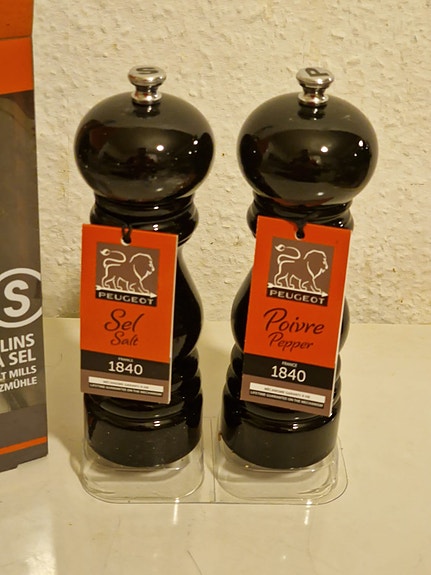 S
LINS
A SEL
T MILLS
ZMÜHLE
PEUGEOT
Sel
Salt
FRANCE
1840
PEUGEOT
Poivre
Pepper
FRANCE
1840
P